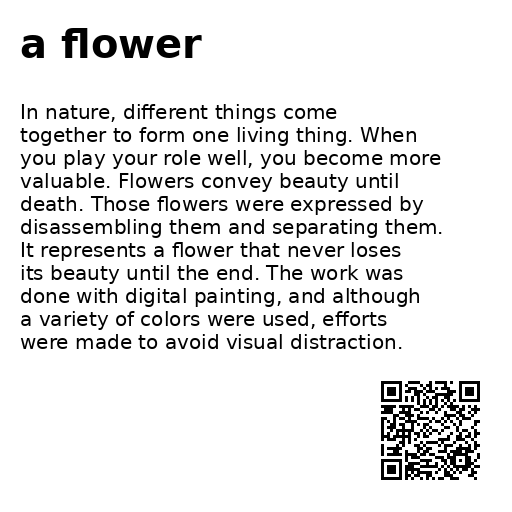 a flower
In nature, different things come
together to form one living thing. When
you play your role well, you become more
valuable. Flowers convey beauty until
death. Those flowers were expressed by
disassembling them and separating them.
It represents a flower that never loses
its beauty until the end. The work was
done with digital painting, and although
a variety of colors were used, efforts
were made to avoid visual distraction.